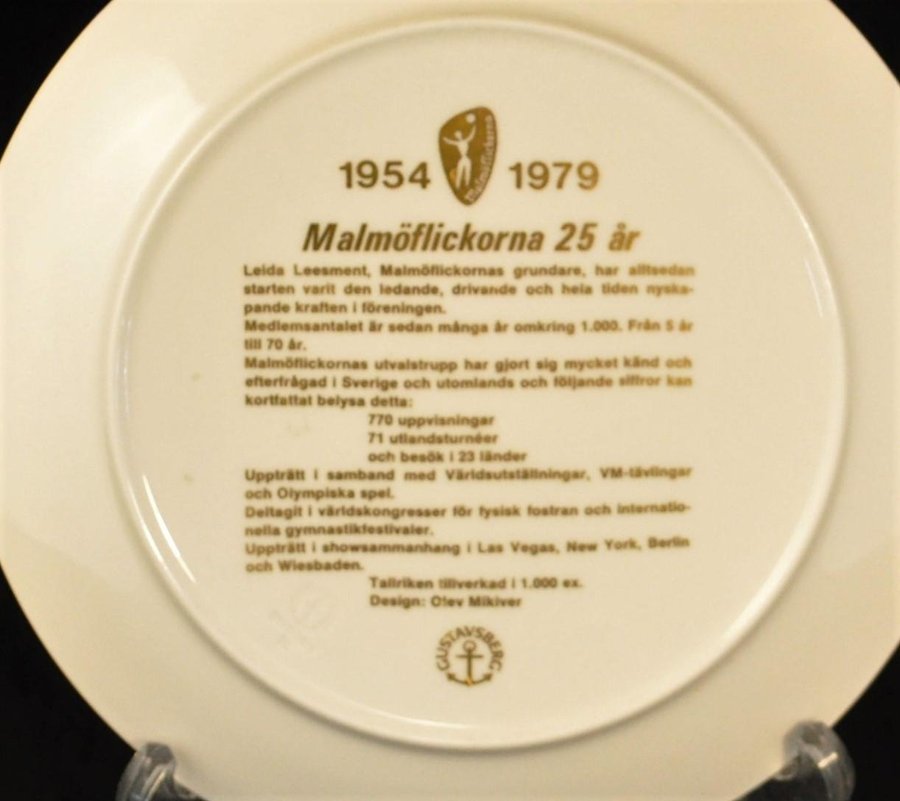 1954 Malmöflickorna 1979
Malmöflickorna 25 år
Leida Leesment, Malmöflickornas grundare, har alltsedan
starten varit den ledande, drivande och hela tiden nyska-
pande kraften i föreningen.
Medlemsantalet är sedan många år omkring 1.000. Från 5 år
till 70 år.
Malmöflickornas utvalstrupp har gjort sig mycket känd och
efterfrågad i Sverige och utomlands och följande siffror kan
kortfattat belysa detta:
770 uppvisningar
71 utlandsturnéer
och besök i 23 länder
Uppträtt i samband med Världsutställningar, VM-tävlingar
och Olympiska spel.
Deltagit i världskongresser för fysisk fostran och internatio-
nella gymnastikfestivaler.
Uppträtt i showsammanhang i Las Vegas, New York, Berlin
och Wiesbaden.
Tallriken tillverkad i 1.000 ex.
Design: Olev Mikiver
GUSTAVSBERG